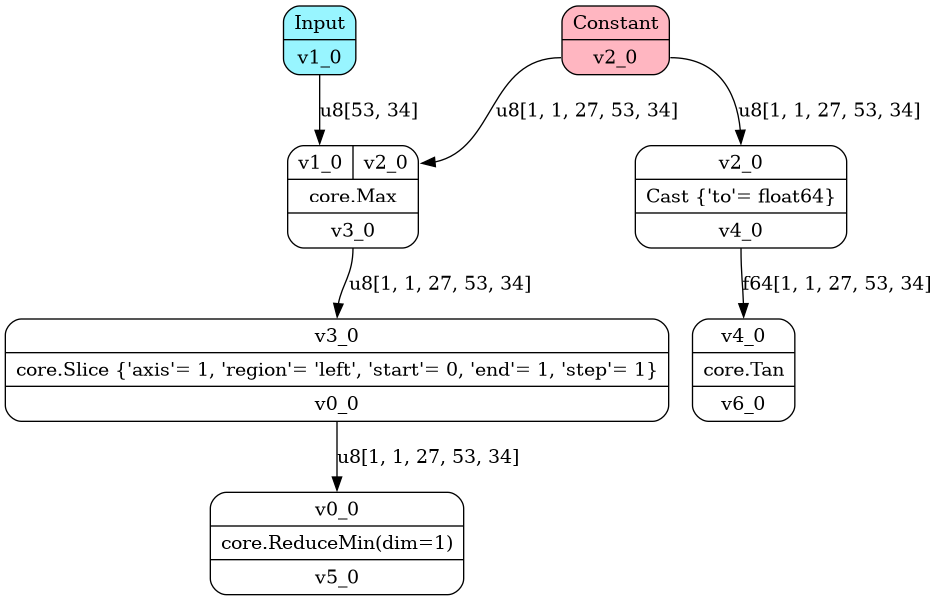 Input
v1_0
Constant
v2_0
u8[53, 34]
u8[1, 1, 27, 53, 34]
u8[1, 1, 27, 53, 34]
v1_0 v2_0
core.Max
v3_0
v2_0
Cast {'to'= float64}
v4_0
u8[1, 1, 27, 53, 34]
f64[1, 1, 27, 53, 34]
v3_0
core.Slice {'axis'= 1, 'region'= 'left', 'start'= 0, 'end'= 1, 'step'= 1}
v0_0
v4_0
core.Tan
v6_0
u8[1, 1, 27, 53, 34]
v0_0
core.ReduceMin(dim=1)
v5_0